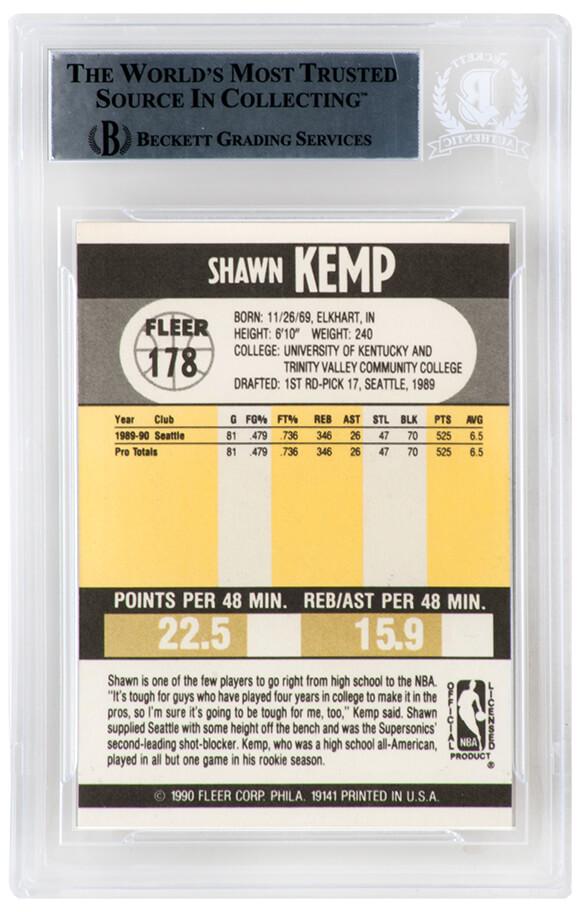 THE WORLD'S MOST TRUSTED
SOURCE IN COLLECTING™
B BECKETT GRADING SERVICES
BECKETT
B
AUTHENTIC
SHAWN KEMP
FLEER
178
BORN: 11/26/69, ELKHART, IN
HEIGHT: 6'10" WEIGHT: 240
COLLEGE: UNIVERSITY OF KENTUCKY AND
TRINITY VALLEY COMMUNITY COLLEGE
DRAFTED: 1ST RD-PICK 17, SEATTLE, 1989
Year Club G FG% FT% REB AST STL BLK PTS AVG
1989-90 Seattle 81 .479 .736 346 26 47 70 525 6.5
Pro Totals 81 .479 .736 346 26 47 70 525 6.5
POINTS PER 48 MIN. REB/AST PER 48 MIN.
22.5 15.9
Shawn is one of the few players to go right from high school to the NBA.
"It's tough for guys who have played four years in college to make it in the
pros, so I'm sure it's going to be tough for me, too," Kemp said. Shawn
supplied Seattle with some height off the bench and was the Supersonics'
second-leading shot-blocker. Kemp, who was a high school all-American,
played in all but one game in his rookie season.
OFFICIAL LICENSED
NBA
PRODUCT ®
© 1990 FLEER CORP. PHILA. 19141 PRINTED IN U.S.A.